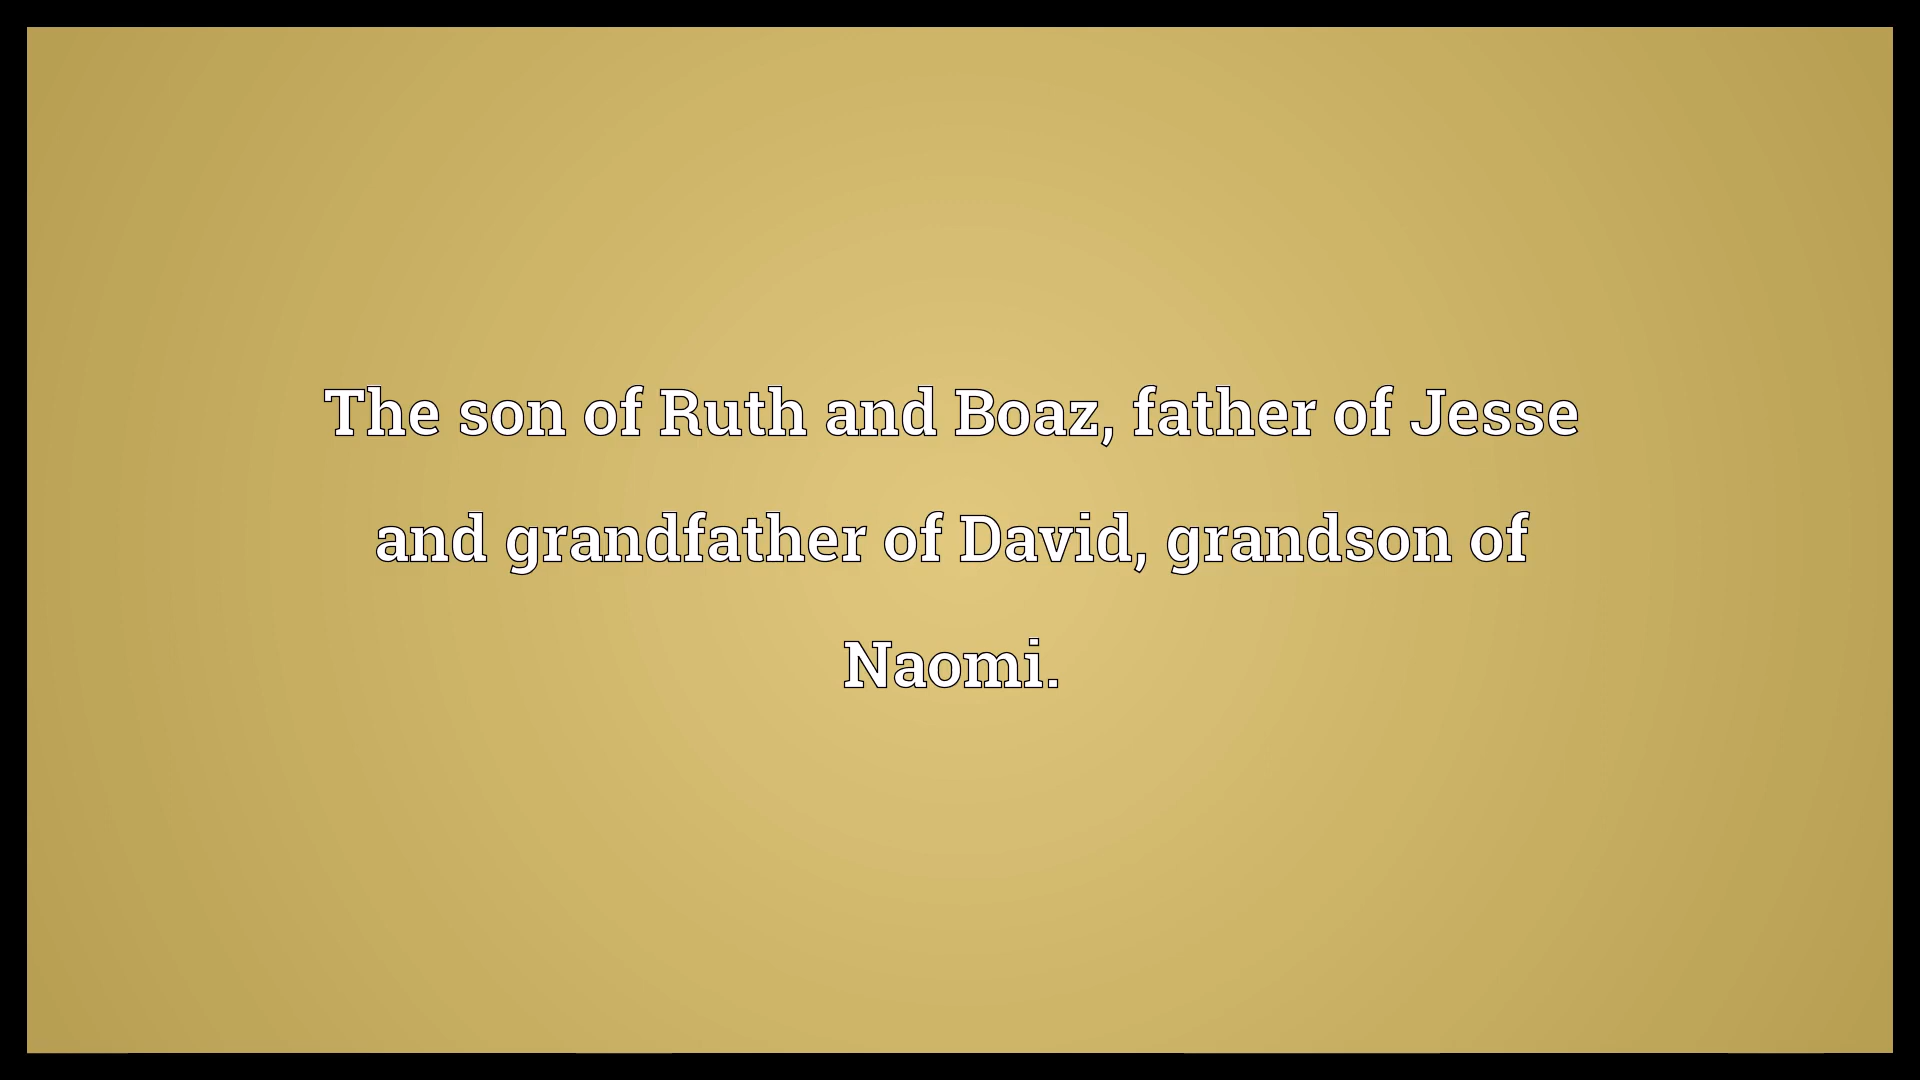 The son of Ruth and Boaz, father of Jesse
and grandfather of David, grandson of
Naomi.